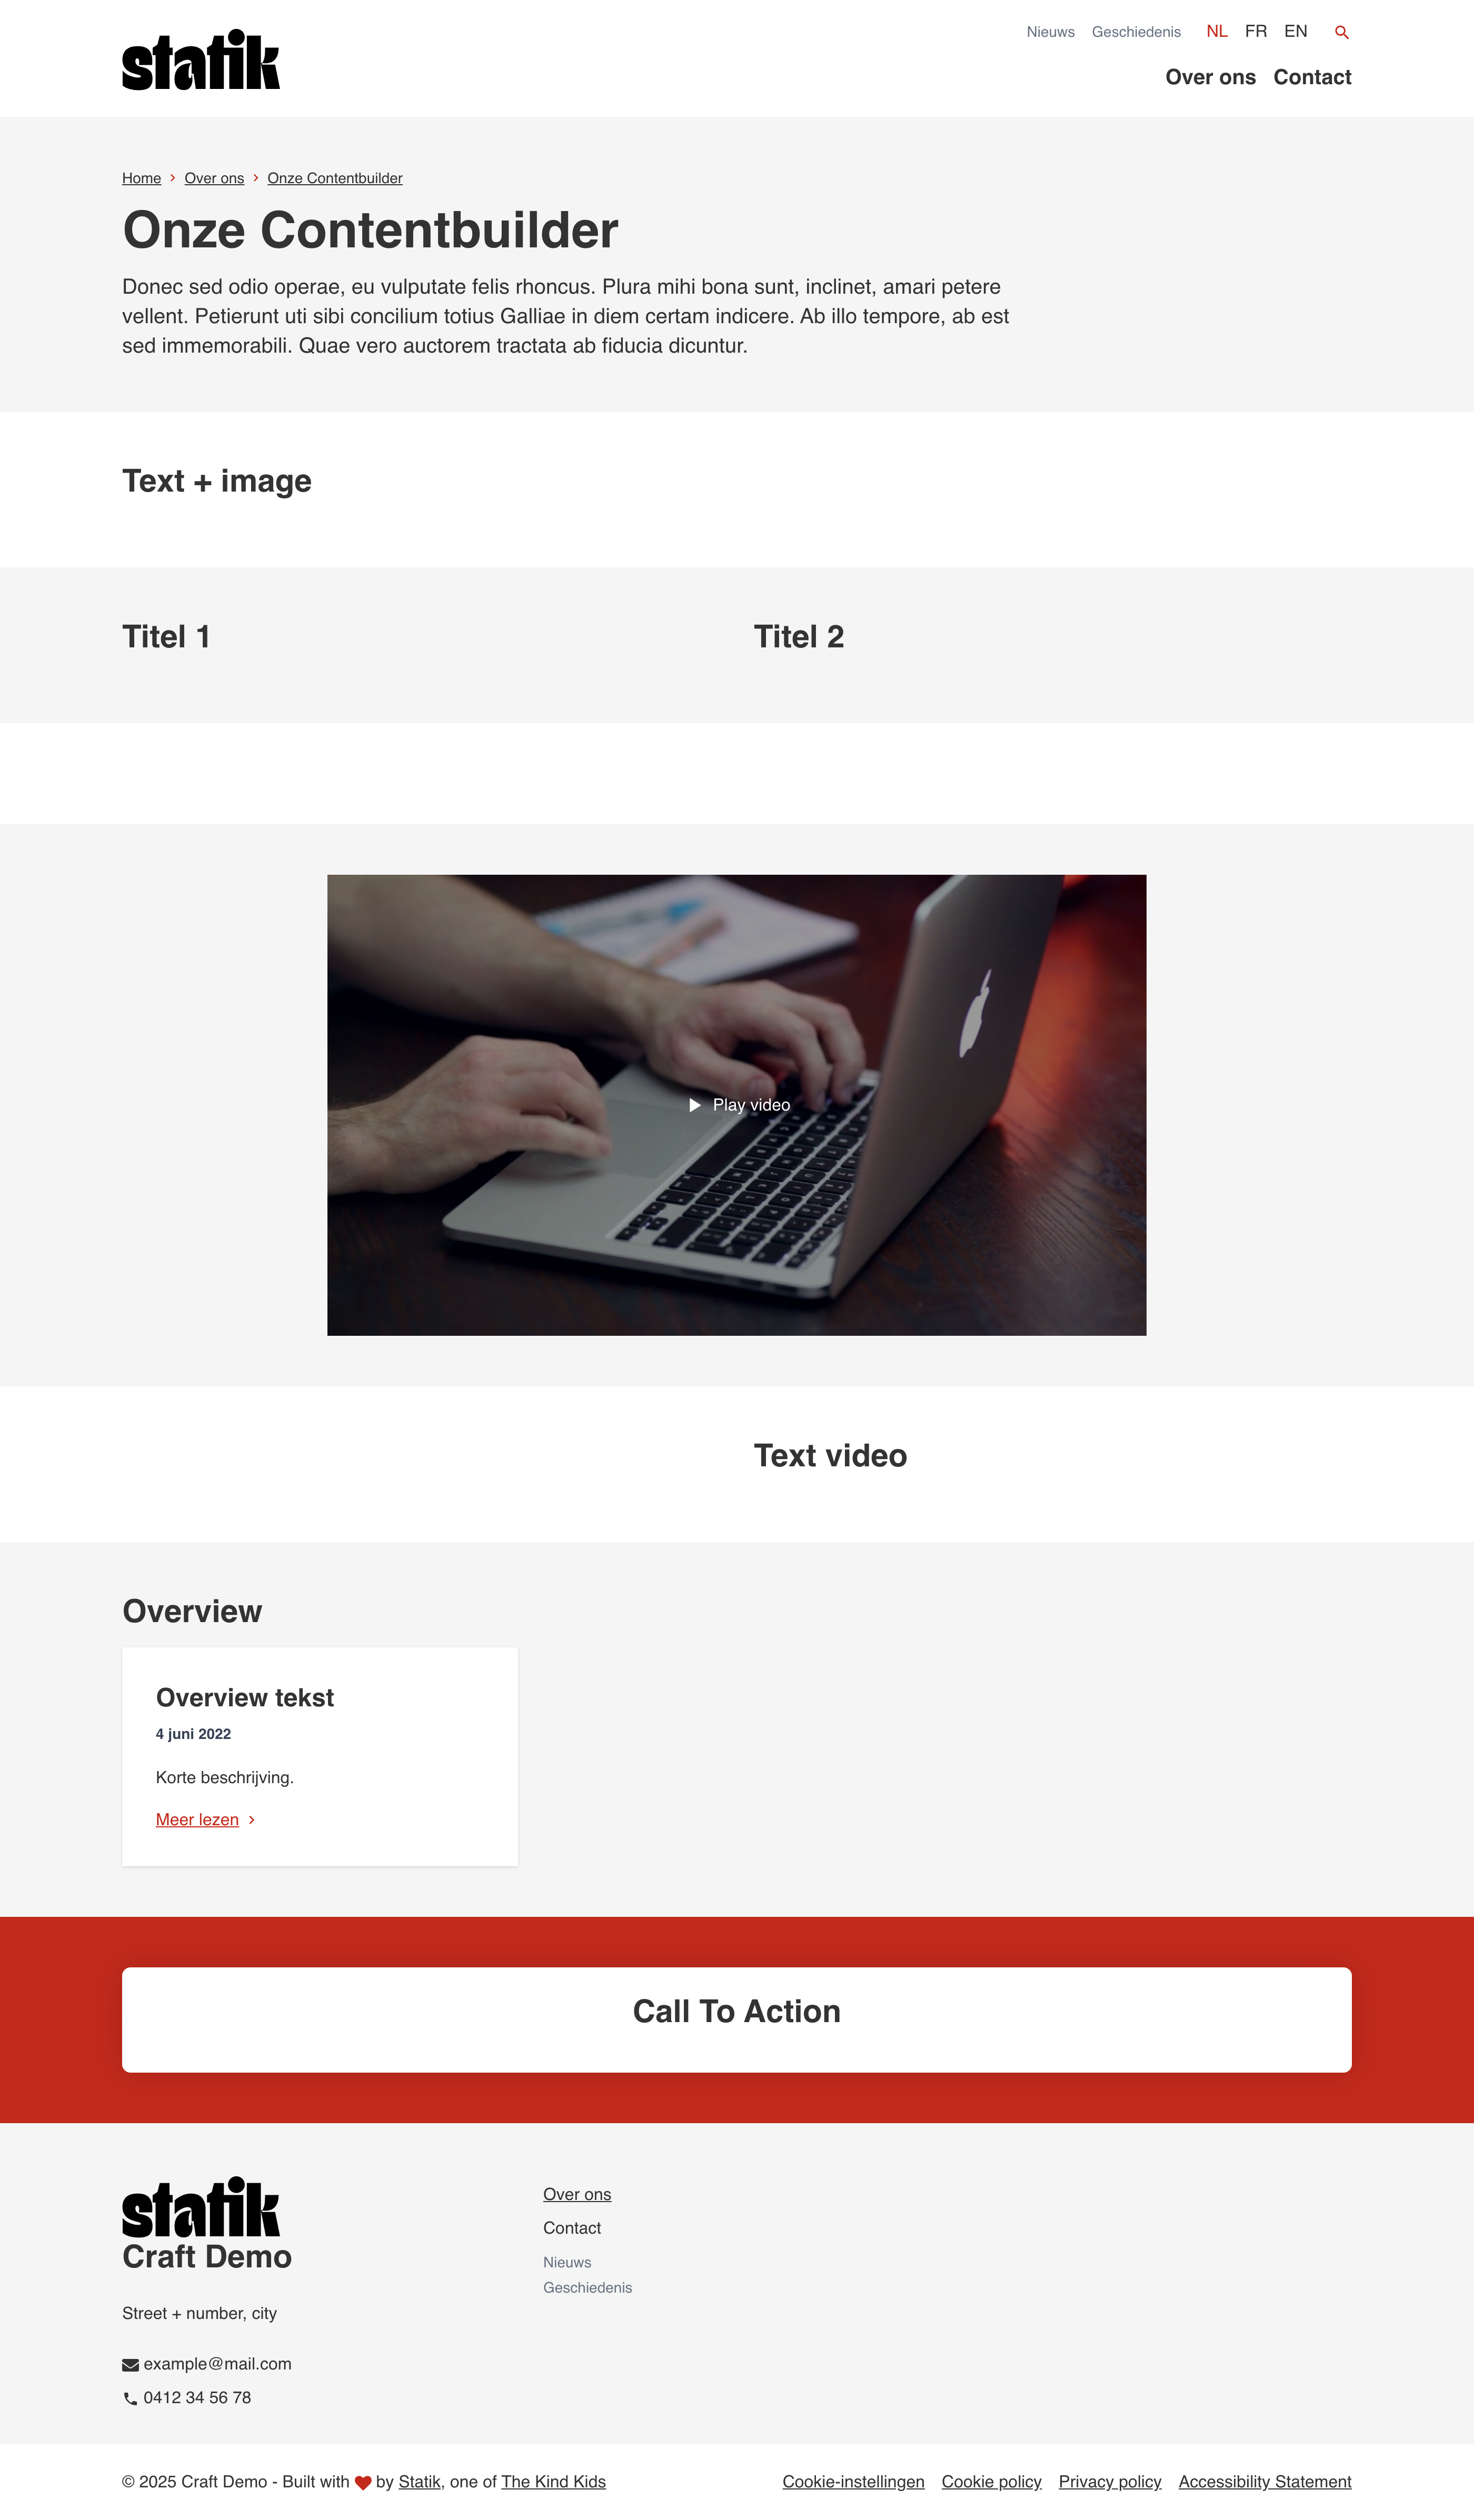 statik
Nieuws Geschiedenis NL FR EN
Over ons Contact
Home Over ons Onze Contentbuilder
Onze Contentbuilder
Donec sed odio operae, eu vulputate felis rhoncus. Plura mihi bona sunt, inclinet, amari petere
vellent. Petierunt uti sibi concilium totius Galliae in diem certam indicere. Ab illo tempore, ab est
sed immemorabili. Quae vero auctorem tractata ab fiducia dicuntur.
Text + image
Titel 1
Titel 2
Play video
Text video
Overview
Overview tekst
4 juni 2022
Korte beschrijving.
Meer lezen
Call To Action
statik
Craft Demo
Street + number, city
example@mail.com
0412 34 56 78
Over ons
Contact
Nieuws
Geschiedenis
© 2025 Craft Demo - Built with by Statik, one of The Kind Kids
Cookie-instellingen Cookie policy Privacy policy Accessibility Statement